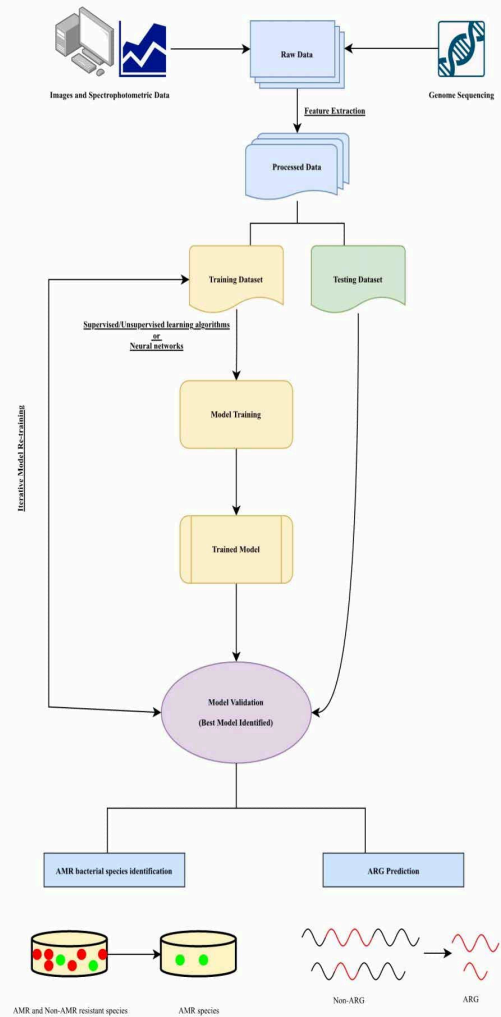 Raw Data
Images and Spectrophotometric Data
Genome Sequencing
Feature Extraction
Processed Data
Training Dataset
Testing Dataset
Supervised/Unsupervised learning algorithms
or
Neural networks
Iterative Model Re-training
Model Training
Trained Model
Model Validation
(Best Model Identified)
AMR bacterial species identification
ARG Prediction
AMR and Non-AMR resistant species
AMR species
Non-ARG
ARG